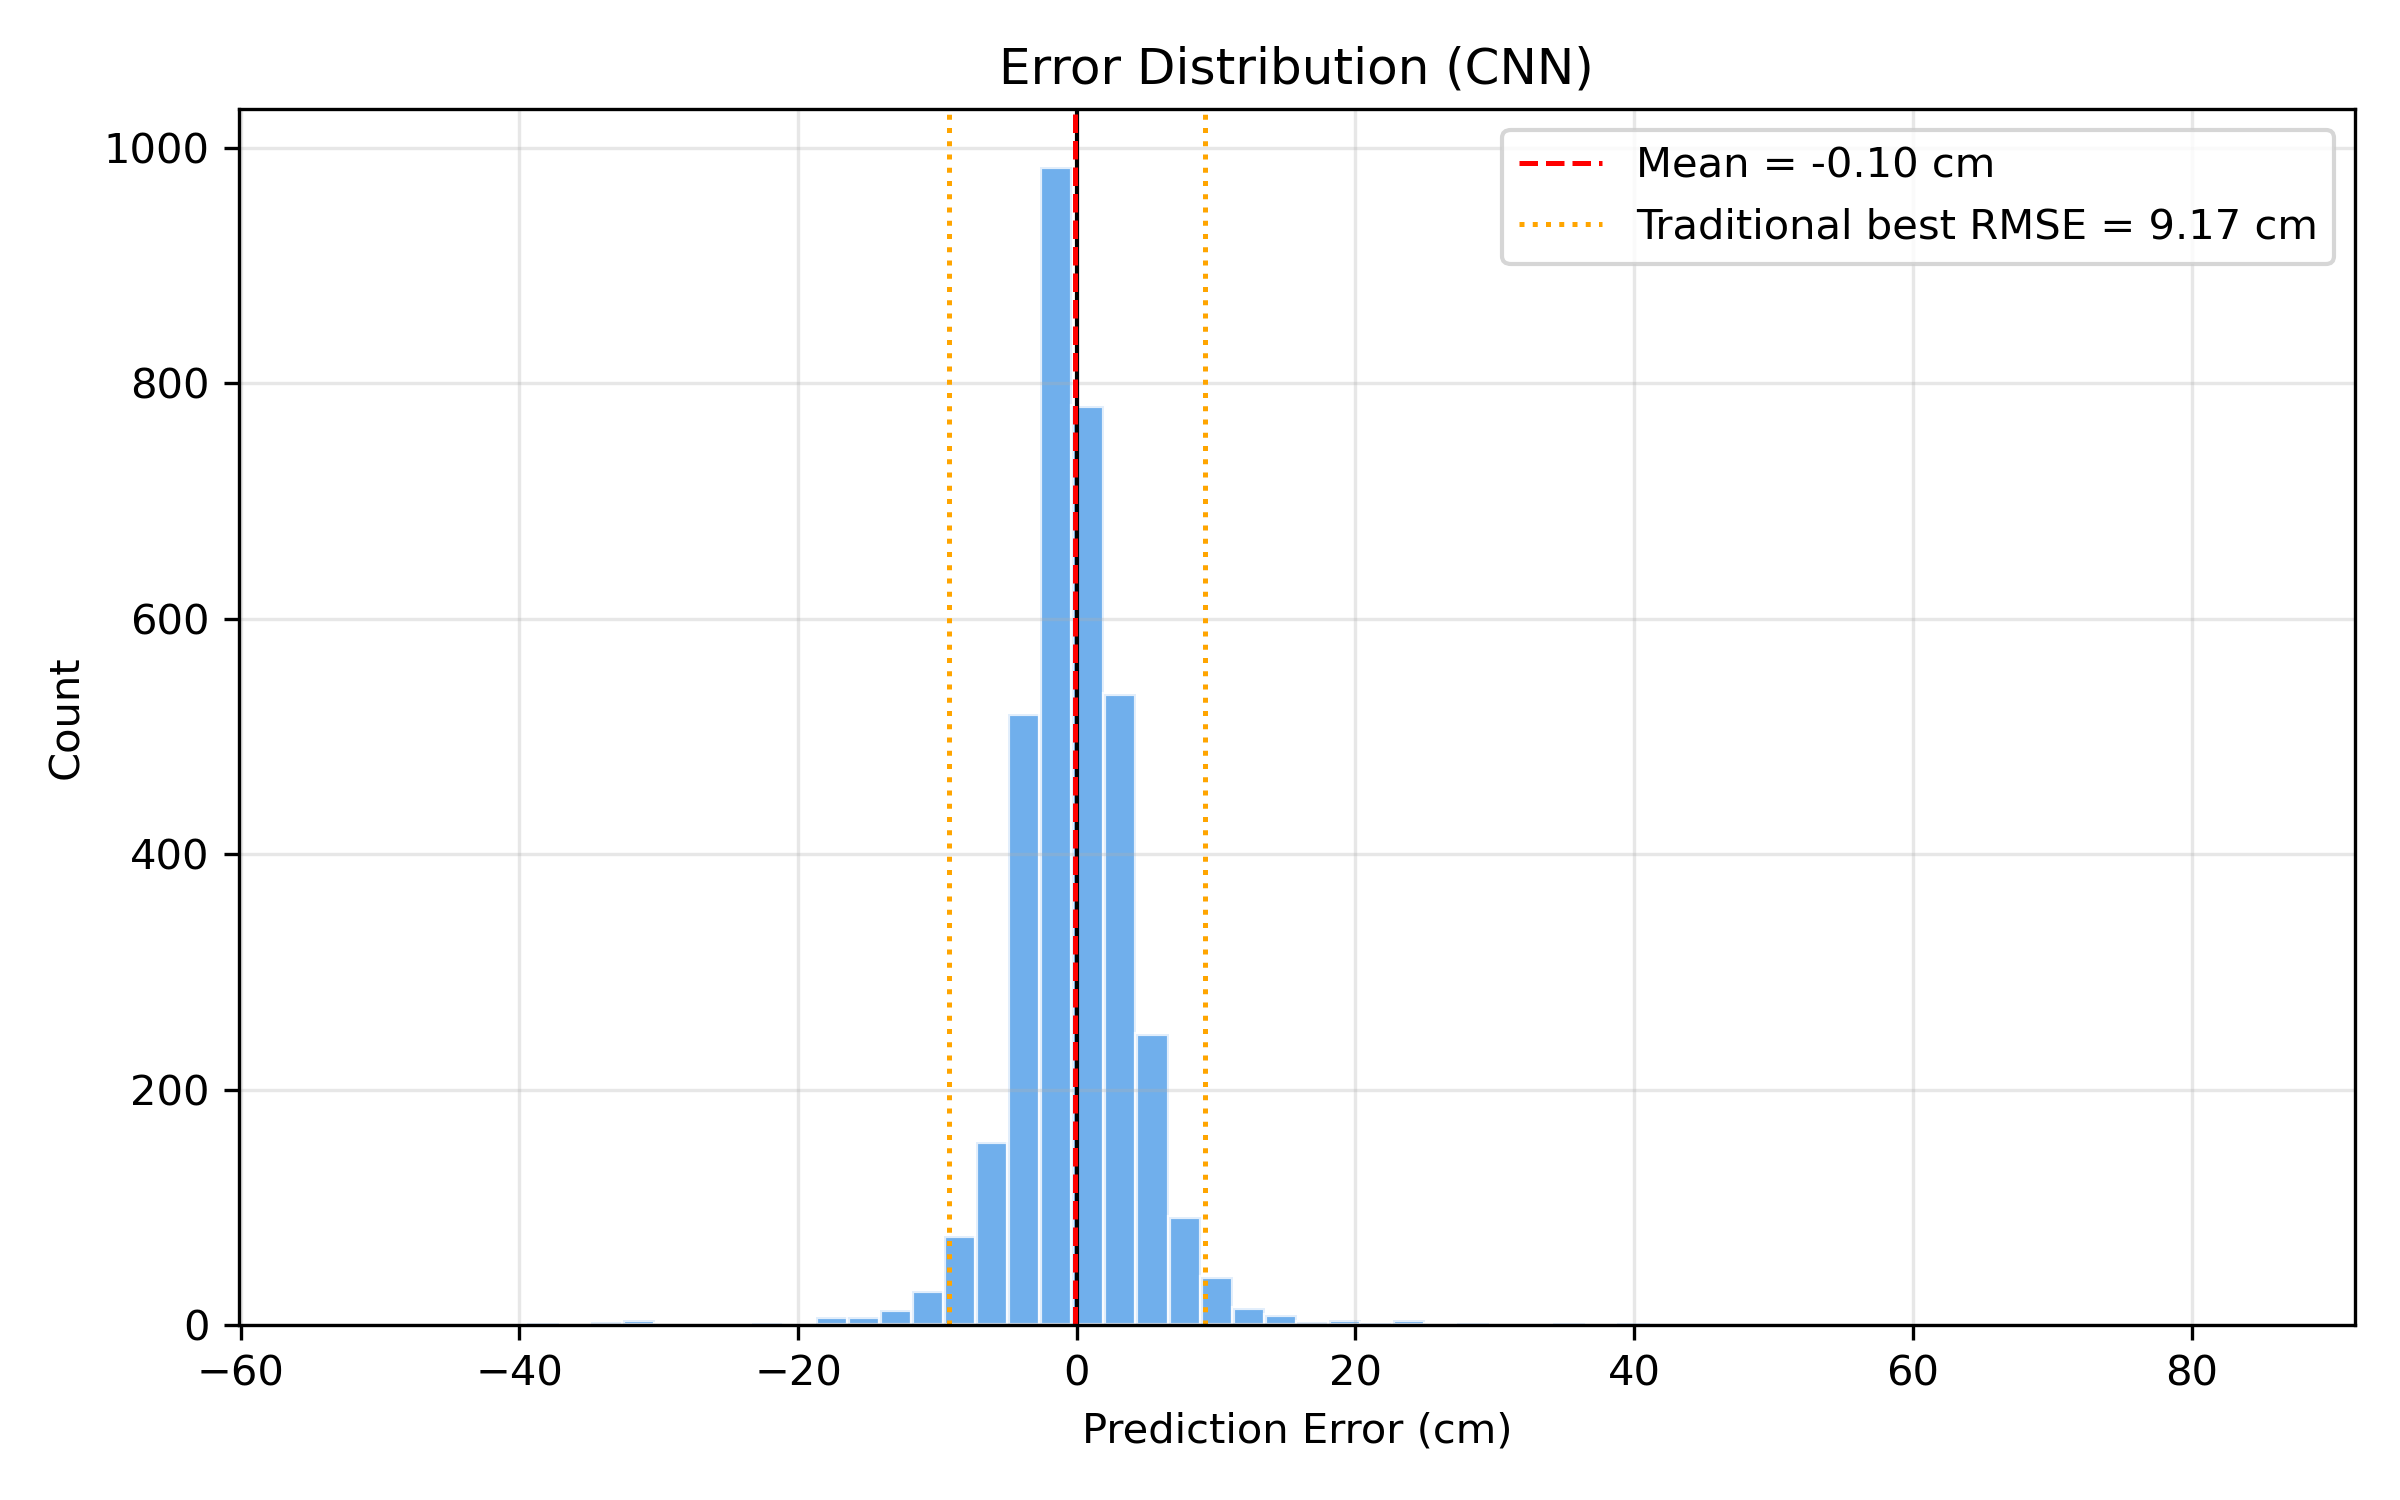 Error Distribution (CNN)
Mean = -0.10 cm
Traditional best RMSE = 9.17 cm
Count
1000
800
600
400
200
0
−60 −40 −20 0 20 40 60 80
Prediction Error (cm)